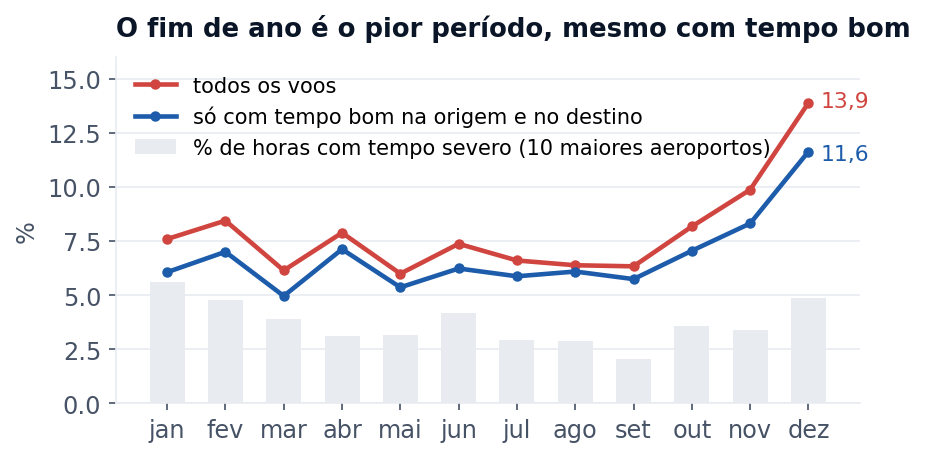 O fim de ano é o pior período, mesmo com tempo bom
15.0
12.5
10.0
7.5
5.0
2.5
0.0
%
todos os voos
só com tempo bom na origem e no destino
% de horas com tempo severo (10 maiores aeroportos)
13,9
11,6
jan fev mar abr mai jun jul ago set out nov dez